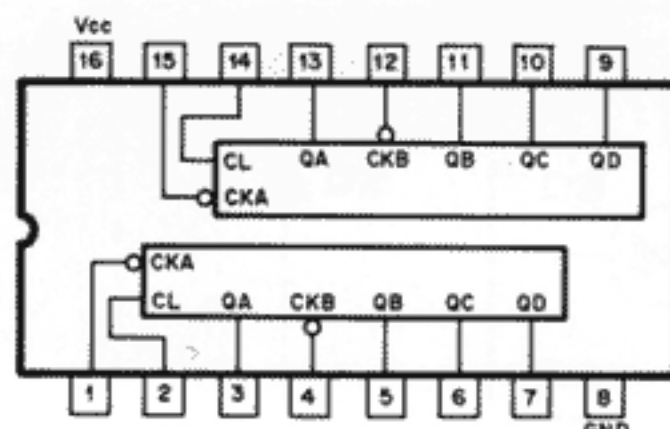 Vcc
16 15 14 13 12 11 10 9
CL QA CKB QB QC QD
CKA
CKA
CL QA CKB QB QC QD
1 2 3 4 5 6 7 8
GND